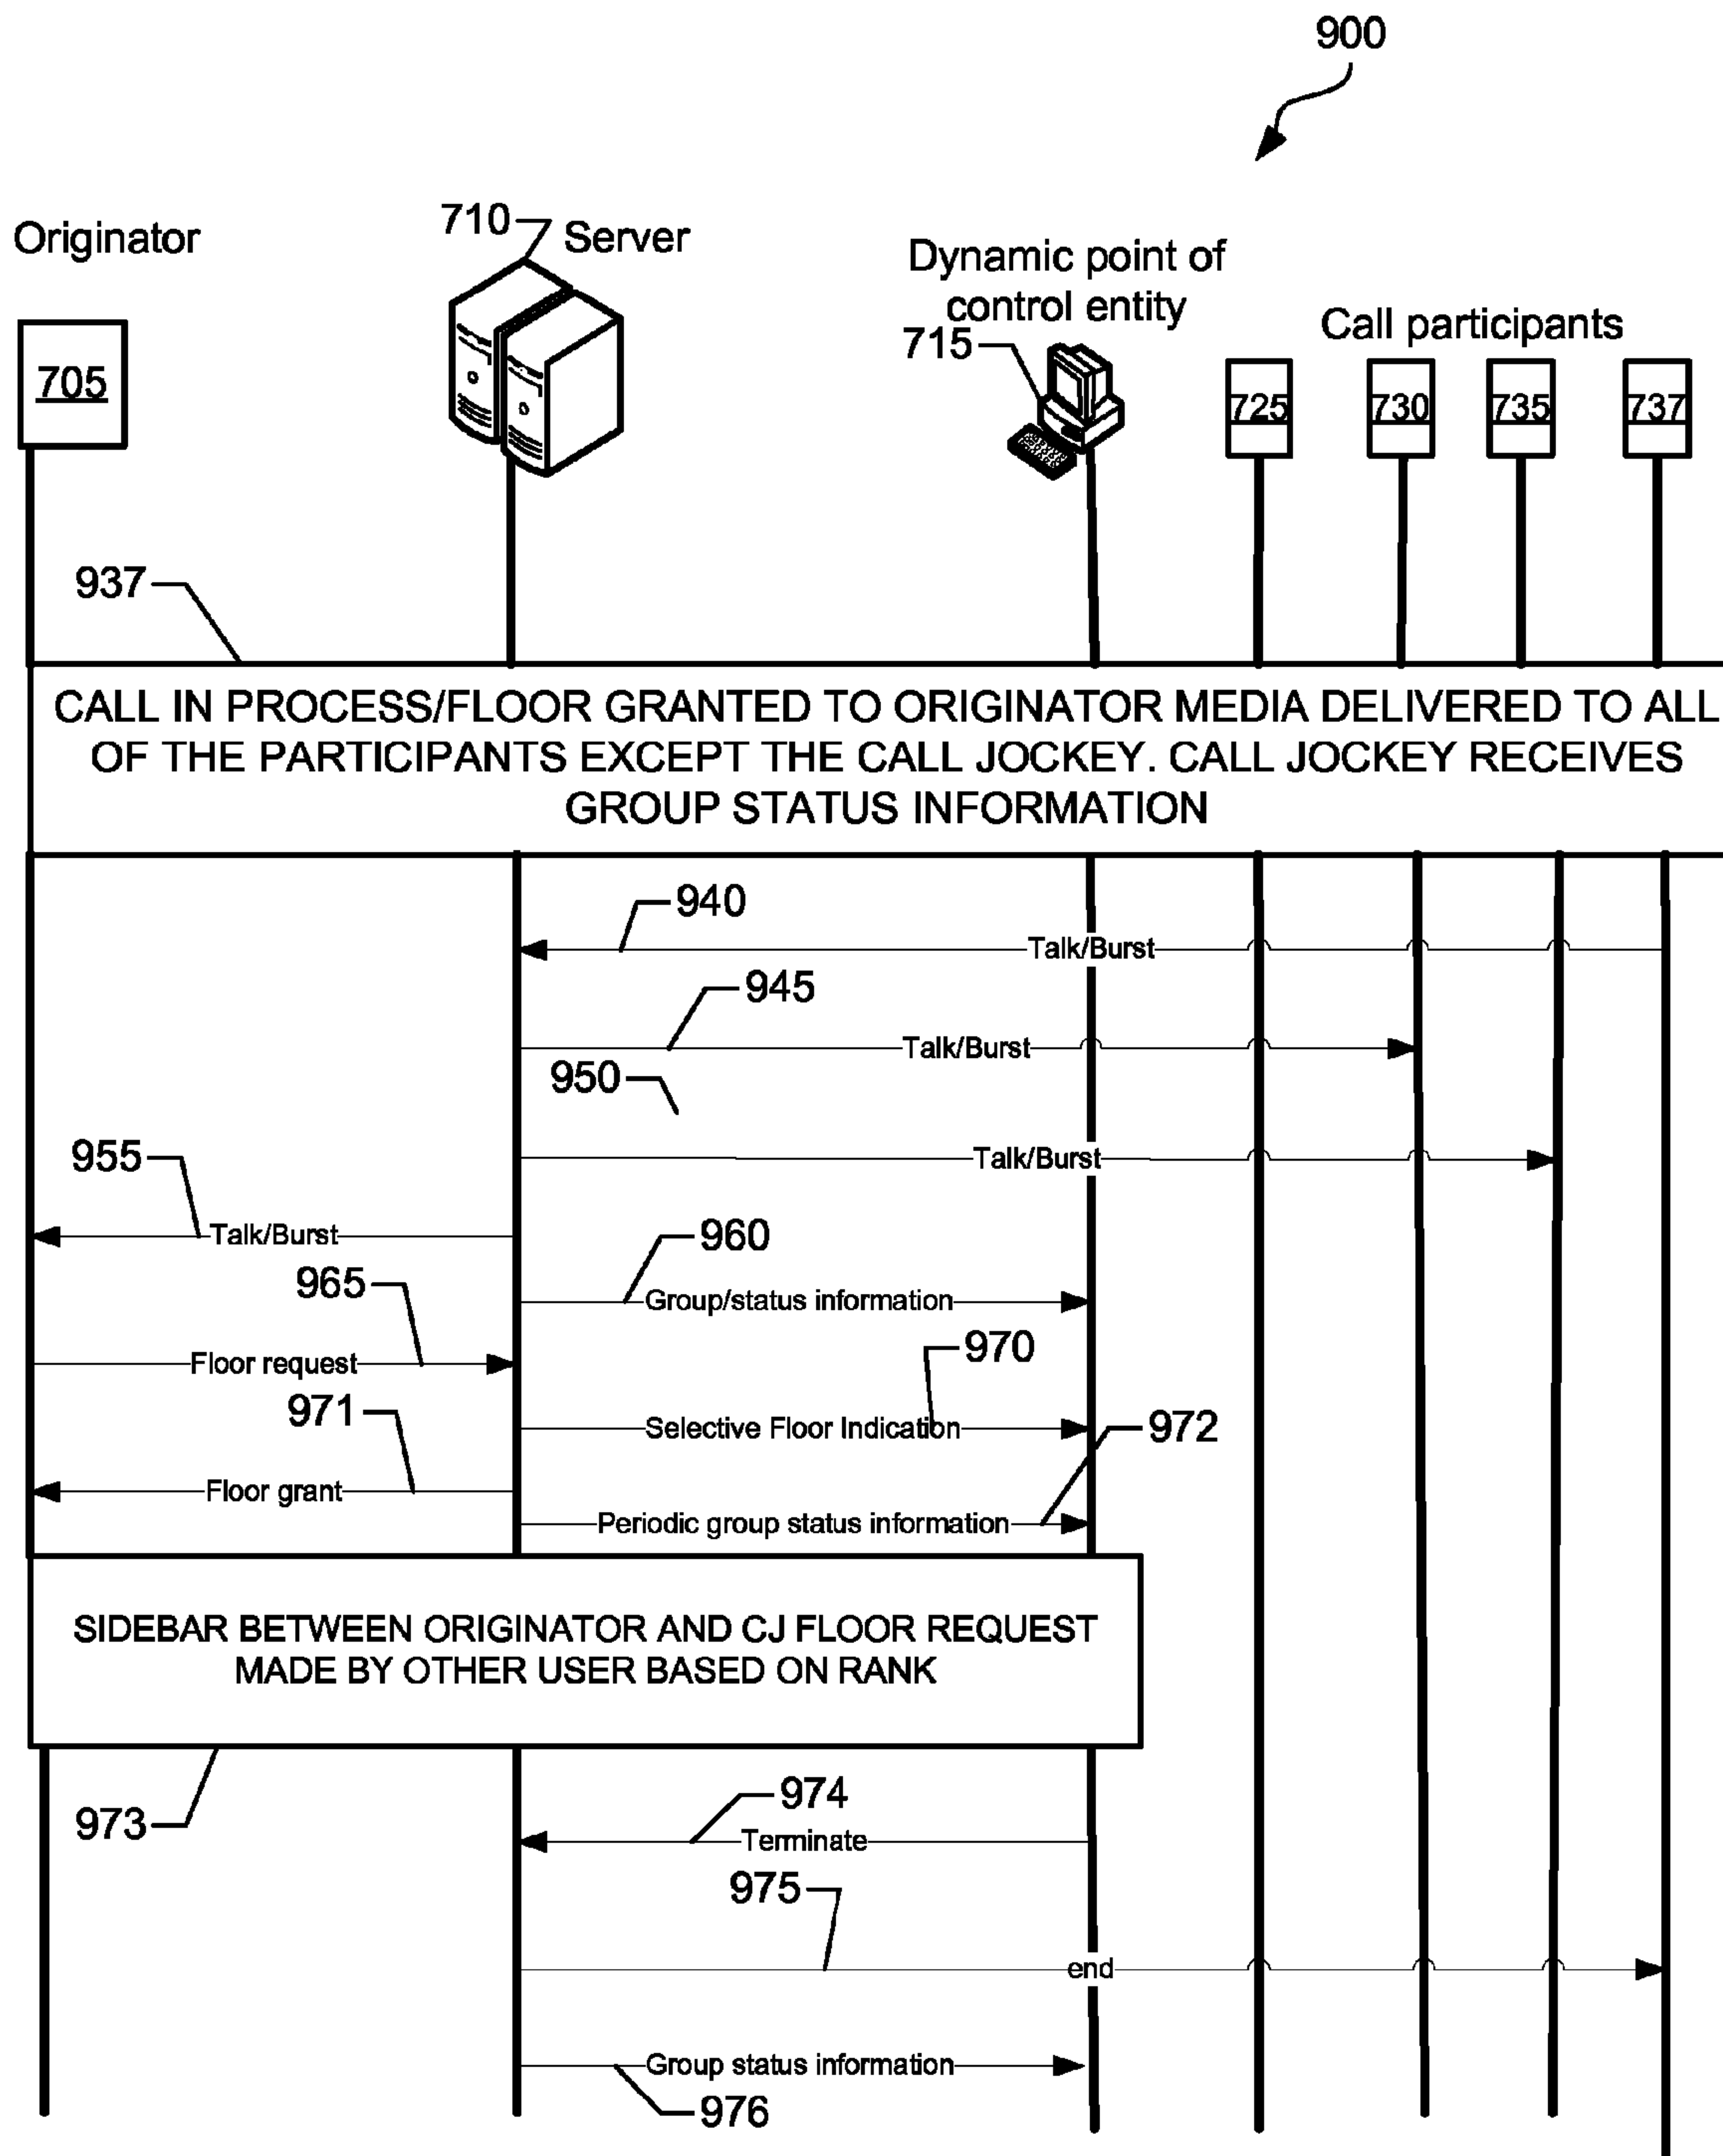 900
Originator
710
Server
Dynamic point of
control entity
715
Call participants
705
725
730
735
737
937
CALL IN PROCESS/FLOOR GRANTED TO ORIGINATOR MEDIA DELIVERED TO ALL
OF THE PARTICIPANTS EXCEPT THE CALL JOCKEY. CALL JOCKEY RECEIVES
GROUP STATUS INFORMATION
940
Talk/Burst
945
Talk/Burst
950
955
Talk/Burst
Talk/Burst
960
965
Group/status information
970
Floor request
971
Selective Floor Indication
972
Floor grant
Periodic group status information
SIDEBAR BETWEEN ORIGINATOR AND CJ FLOOR REQUEST
MADE BY OTHER USER BASED ON RANK
973
974
Terminate
975
end
Group status information
976